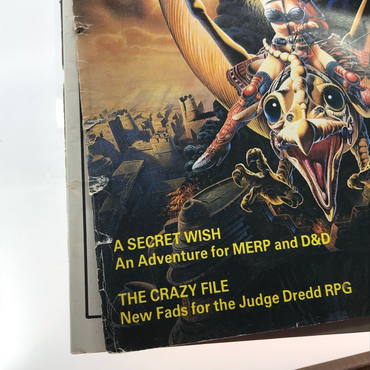 A SECRET WISH
An Adventure for MERP and D&D
THE CRAZY FILE
New Fads for the Judge Dredd RPG